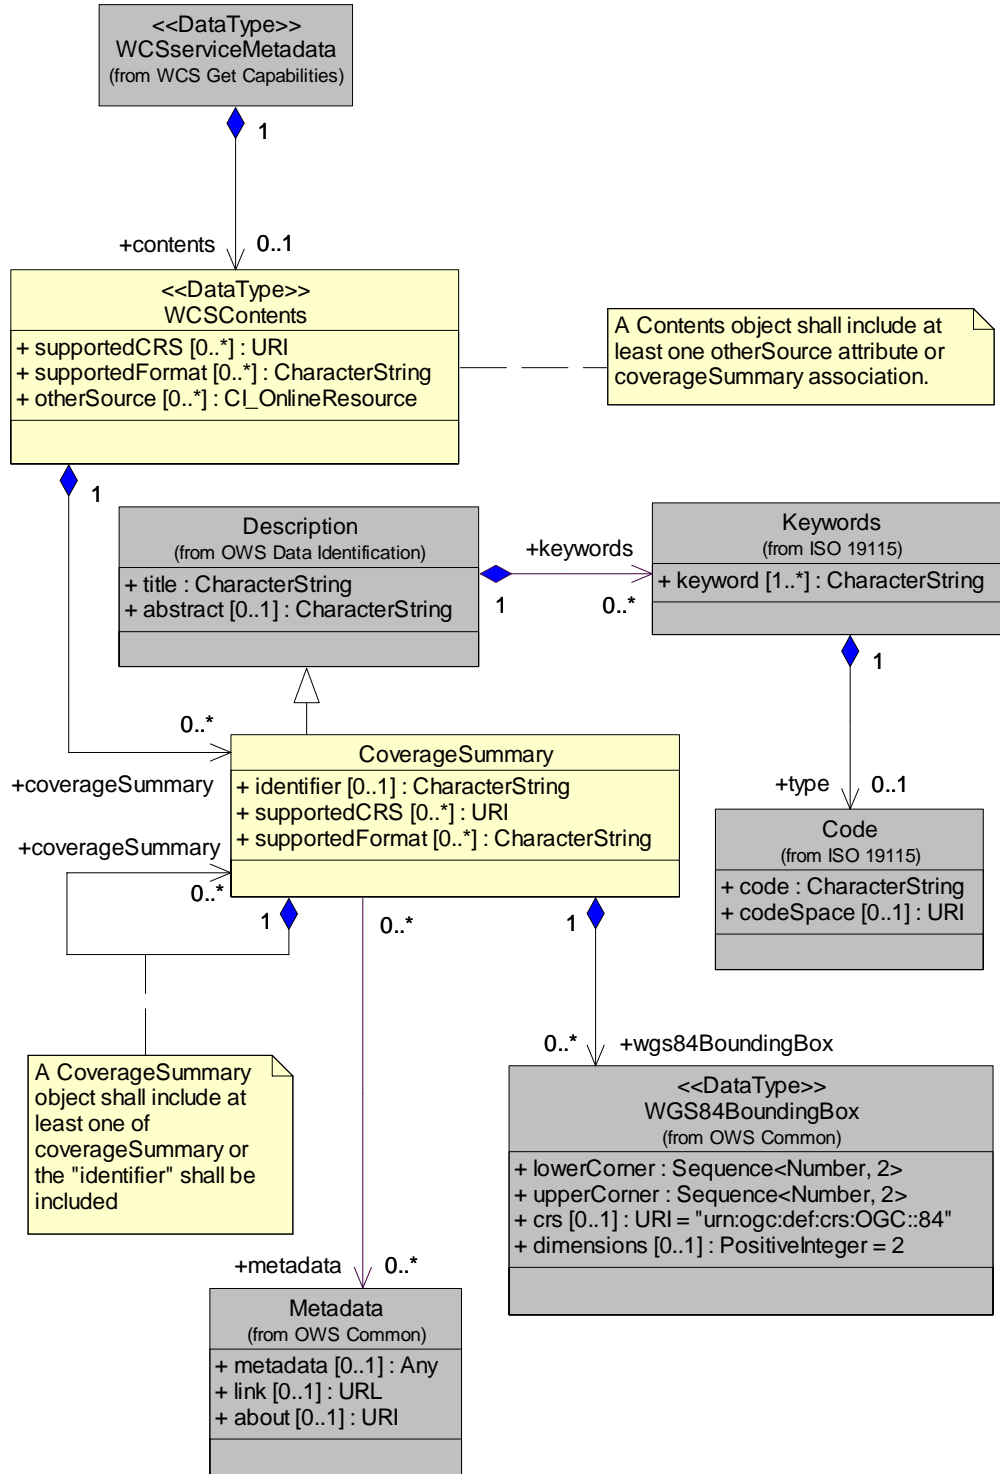 <<DataType>>
WCSserviceMetadata
(from WCS Get Capabilities)
1
+contents
0..1
<<DataType>>
WCSContents
+ supportedCRS [0..*] : URI
+ supportedFormat [0..*] : CharacterString
+ otherSource [0..*] : CI_OnlineResource
A Contents object shall include at
least one otherSource attribute or
coverageSummary association.
1
Description
(from OWS Data Identification)
+ title : CharacterString
+ abstract [0..1] : CharacterString
+keywords
1
0..*
Keywords
(from ISO 19115)
+ keyword [1..*] : CharacterString
1
+type
0..1
Code
(from ISO 19115)
+ code : CharacterString
+ codeSpace [0..1] : URI
0..*
+coverageSummary
CoverageSummary
+ identifier [0..1] : CharacterString
+ supportedCRS [0..*] : URI
+ supportedFormat [0..*] : CharacterString
+coverageSummary
0..*
1
0..*
1
A CoverageSummary
object shall include at
least one of
coverageSummary or
the "identifier" shall be
included
0..*
+wgs84BoundingBox
<<DataType>>
WGS84BoundingBox
(from OWS Common)
+ lowerCorner : Sequence<Number, 2>
+ upperCorner : Sequence<Number, 2>
+ crs [0..1] : URI = "urn:ogc:def:crs:OGC::84"
+ dimensions [0..1] : PositiveInteger = 2
+metadata
0..*
Metadata
(from OWS Common)
+ metadata [0..1] : Any
+ link [0..1] : URL
+ about [0..1] : URI